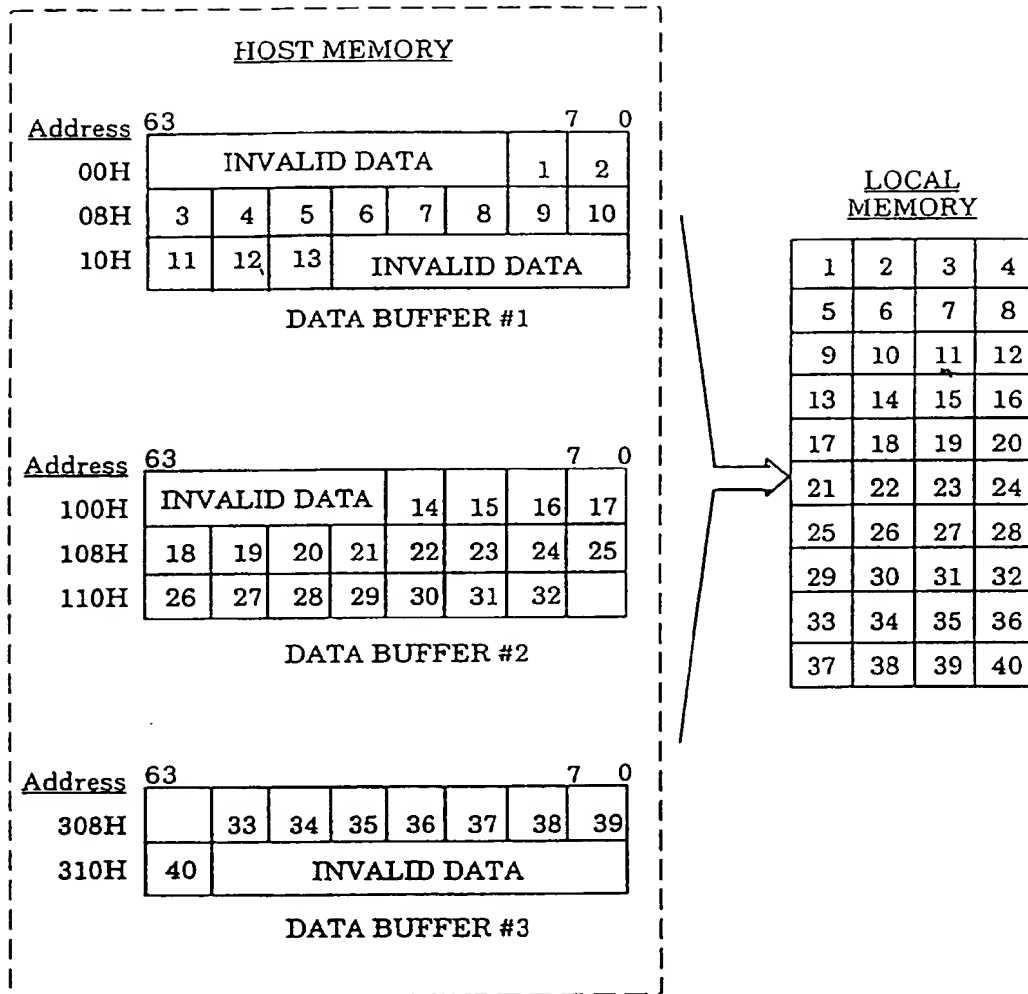 HOST MEMORY
Address 63 7 0
00H INVALID DATA 1 2
08H 3 4 5 6 7 8 9 10
10H 11 12 13 INVALID DATA
DATA BUFFER #1
Address 63 7 0
100H INVALID DATA 14 15 16 17
108H 18 19 20 21 22 23 24 25
110H 26 27 28 29 30 31 32
DATA BUFFER #2
Address 63 7 0
308H 33 34 35 36 37 38 39
310H 40 INVALID DATA
DATA BUFFER #3
LOCAL
MEMORY
1 2 3 4
5 6 7 8
9 10 11 12
13 14 15 16
17 18 19 20
21 22 23 24
25 26 27 28
29 30 31 32
33 34 35 36
37 38 39 40